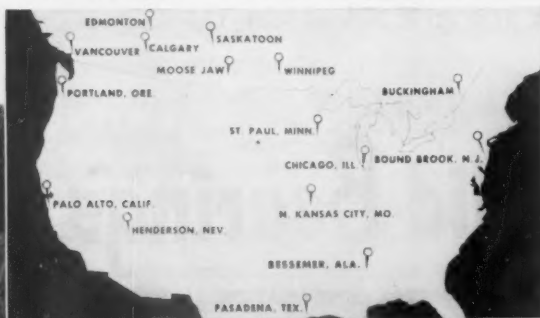 EDMONTON
SASKATOON
VANCOUVER
CALGARY
MOOSE JAW
WINNIPEG
PORTLAND, ORE.
BUCKINGHAM
ST. PAUL, MINN.
CHICAGO, ILL.
BOUND BROOK, N.J.
PALO ALTO, CALIF.
N. KANSAS CITY, MO.
HENDERSON, NEV.
BESSEMER, ALA.
PASADENA, TEX.